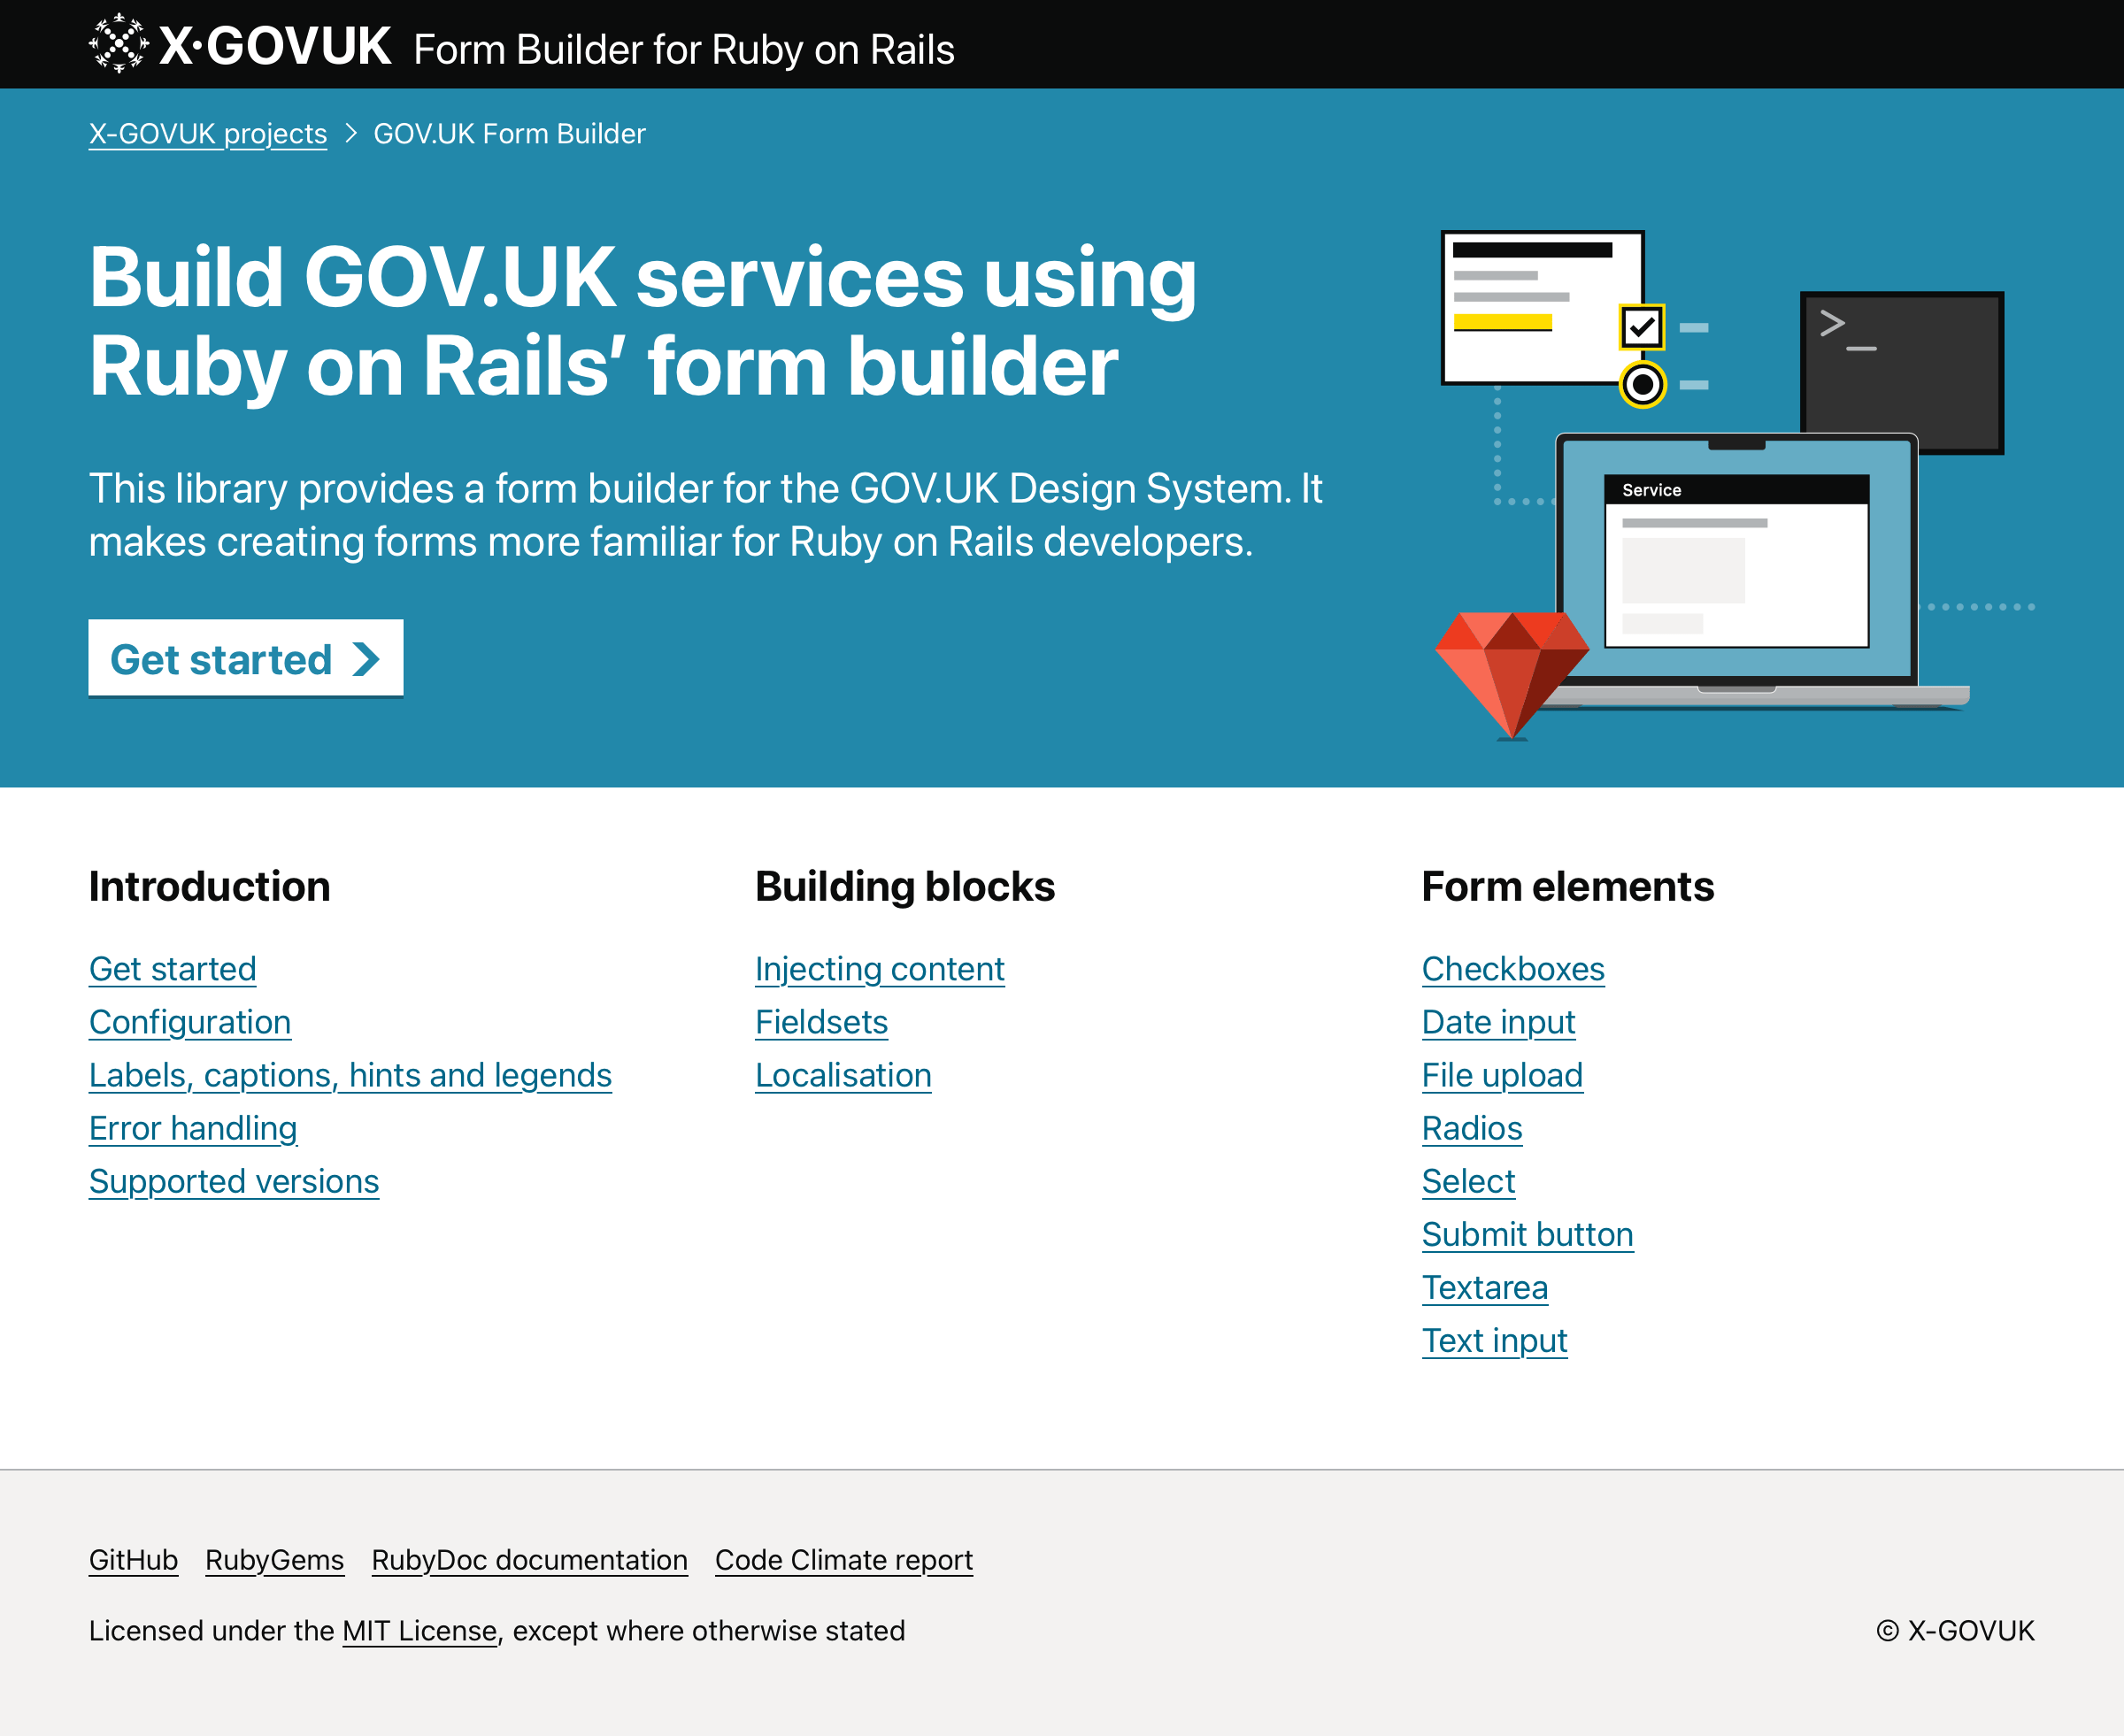 X·GOVUK Form Builder for Ruby on Rails
X-GOVUK projects > GOV.UK Form Builder
Build GOV.UK services using
Ruby on Rails’ form builder
This library provides a form builder for the GOV.UK Design System. It
makes creating forms more familiar for Ruby on Rails developers.
Get started
>_
Service
Introduction
Get started
Configuration
Labels, captions, hints and legends
Error handling
Supported versions
Building blocks
Injecting content
Fieldsets
Localisation
Form elements
Checkboxes
Date input
File upload
Radios
Select
Submit button
Textarea
Text input
GitHub RubyGems RubyDoc documentation Code Climate report
Licensed under the MIT License, except where otherwise stated
© X-GOVUK